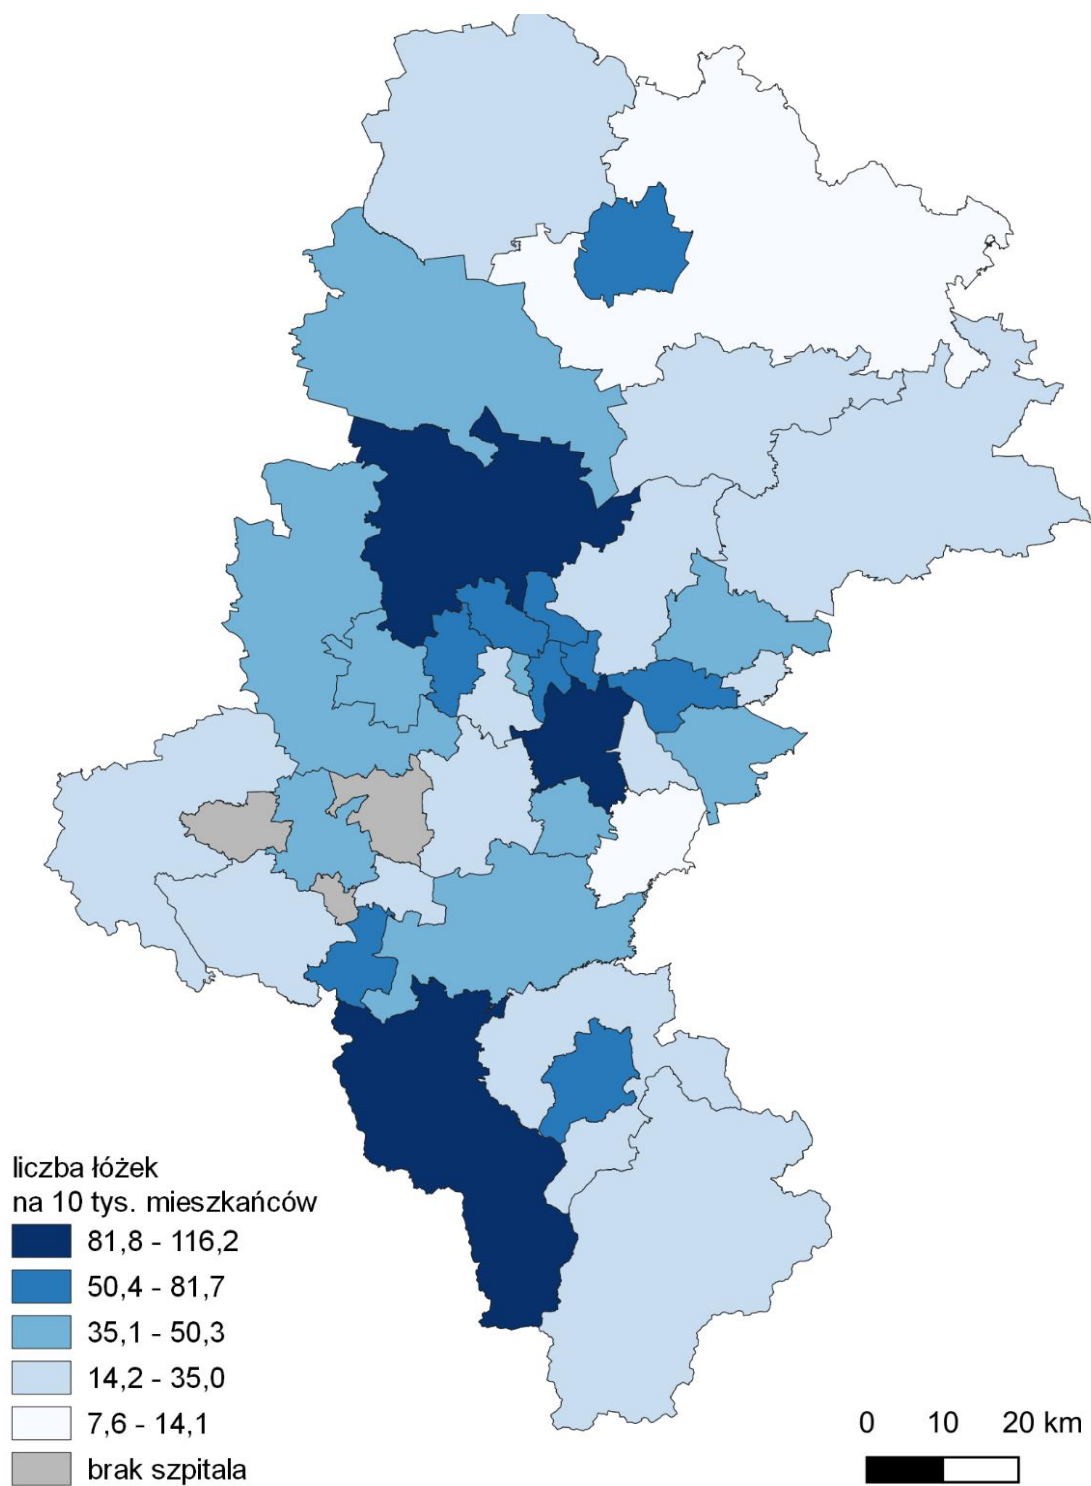 liczba łóżek
na 10 tys. mieszkańców
81,8 - 116,2
50,4 - 81,7
35,1 - 50,3
14,2 - 35,0
7,6 - 14,1
brak szpitala
0 10 20 km